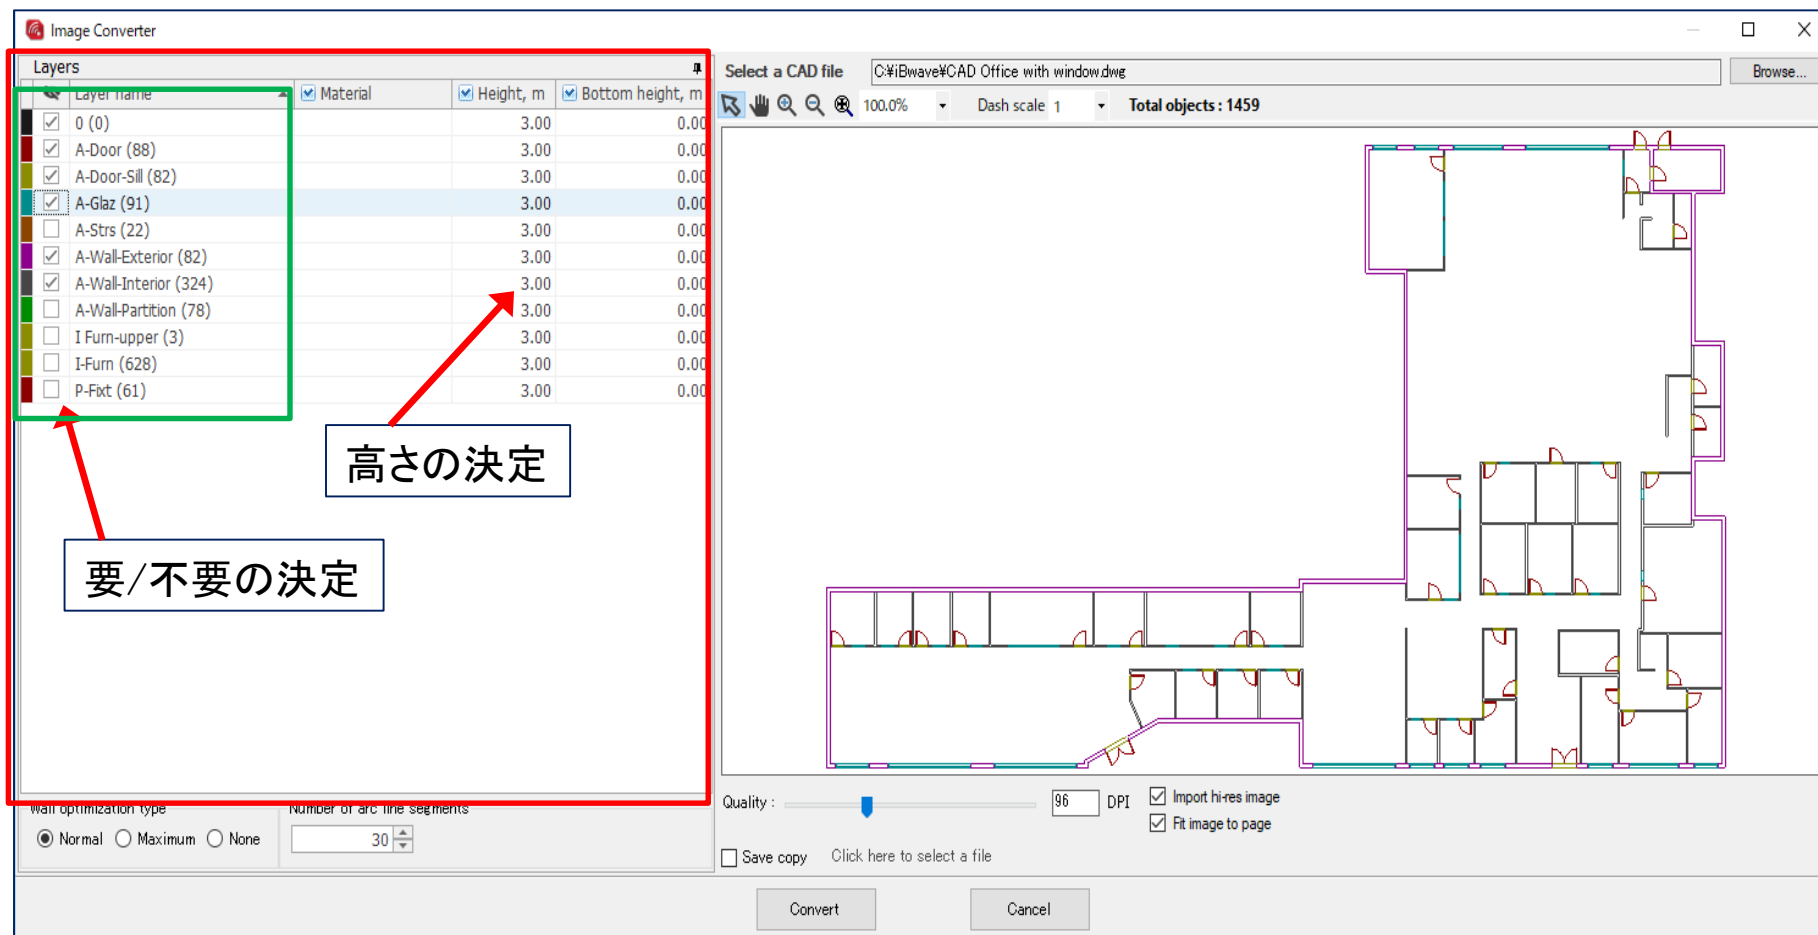 Image Converter
Layers
Layer name Material Height, m Bottom height, m
0 (0) 3.00 0.00
A-Door (88) 3.00 0.00
A-Door-Sill (82) 3.00 0.00
A-Glaz (91) 3.00 0.00
A-Strs (22) 3.00 0.00
A-Wall-Exterior (82) 3.00 0.00
A-Wall-Interior (324) 3.00 0.00
A-Wall-Partition (78) 3.00 0.00
I Furn-upper (3) 3.00 0.00
I-Furn (628) 3.00 0.00
P-Fixt (61) 3.00 0.00
高さの決定
要/不要の決定
Wall optimization type
Normal Maximum None
Number of arc line segments
30
Select a CAD file C:¥iBwave¥CAD Office with window.dwg Browse...
100.0% Dash scale 1 Total objects : 1459
Quality : 96 DPI Import hi-res image
Fit image to page
Save copy Click here to select a file
Convert Cancel